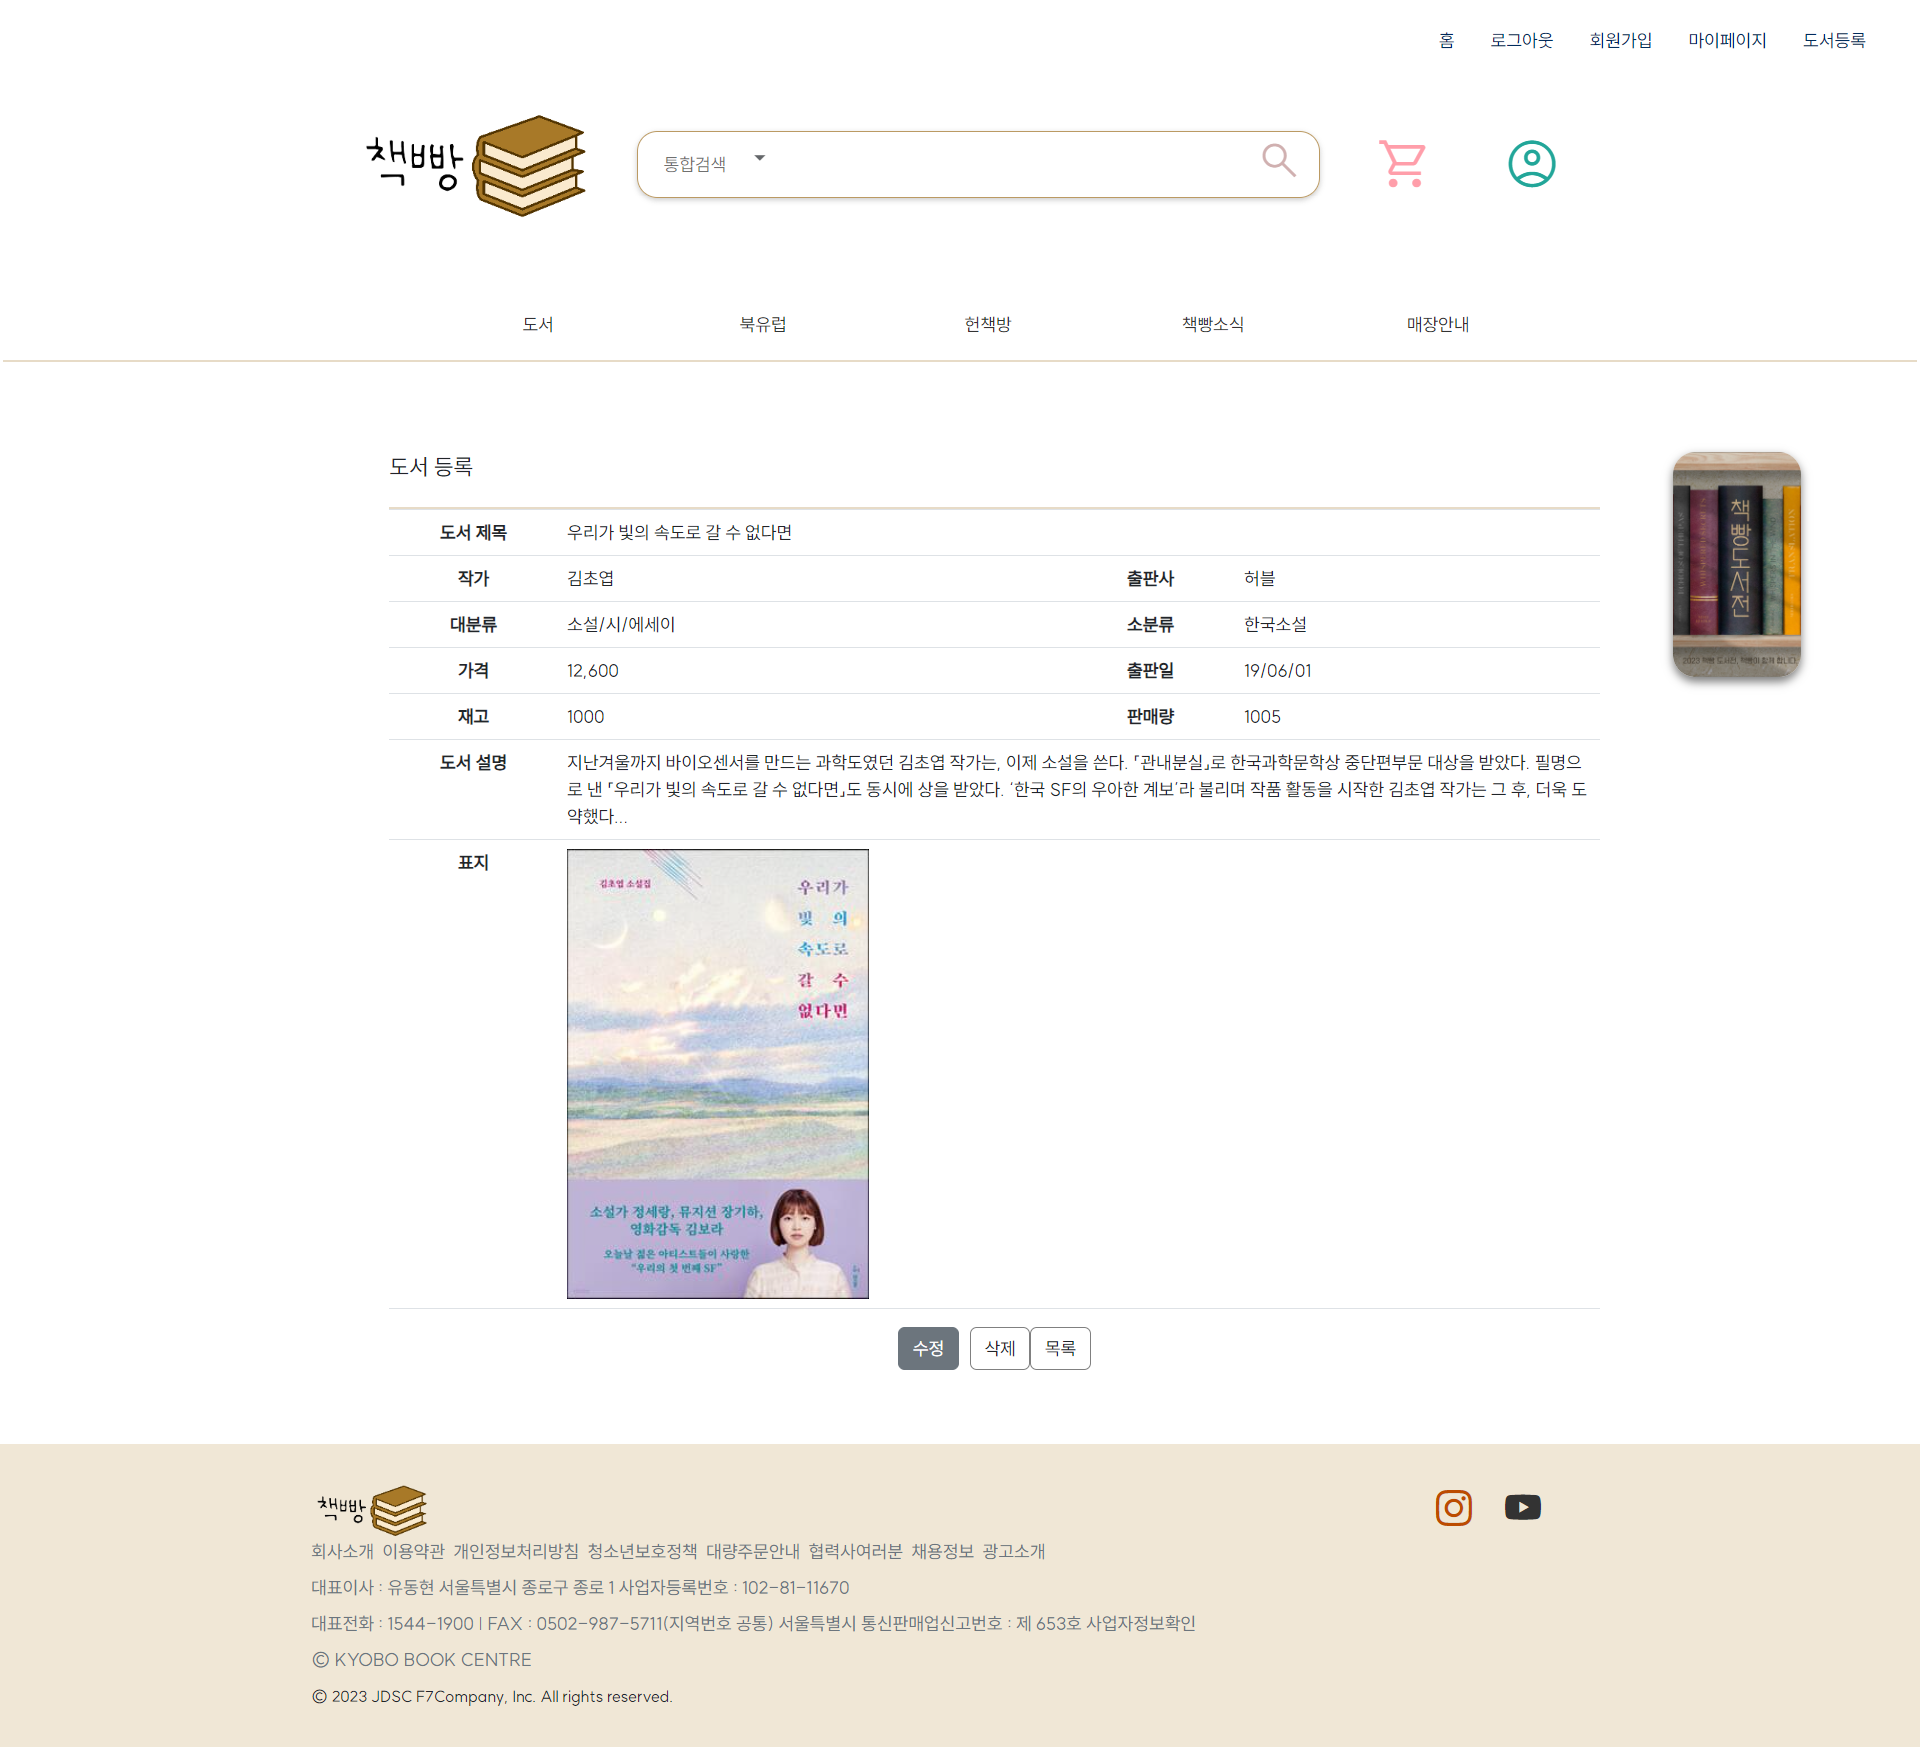 홈 로그아웃 회원가입 마이페이지 도서등록
책빵
통합검색
도서 북유럽 헌책방 책빵소식 매장안내
도서 등록
도서 제목 우리가 빛의 속도로 갈 수 없다면
작가 김초엽 출판사 허블
대분류 소설/시/에세이 소분류 한국소설
가격 12,600 출판일 19/06/01
재고 1000 판매량 1005
도서 설명 지난겨울까지 바이오센서를 만드는 과학도였던 김초엽 작가는, 이제 소설을 쓴다. 「관내분실」로 한국과학문학상 중단편부문 대상을 받았다. 필명으
로 낸 「우리가 빛의 속도로 갈 수 없다면」도 동시에 상을 받았다. ‘한국 SF의 우아한 계보’라 불리며 작품 활동을 시작한 김초엽 작가는 그 후, 더욱 도
약했다...
표지
김초엽 소설집
우리가
빛의
속도로
갈 수
없다면
소설가 정세랑, 뮤지션 장기하,
영화감독 김보라
오늘날 젊은 아티스트들이 사랑한
“우리의 첫 번째 SF”
허블
책빵도서전
2023 책빵 도서전, 책빵이 함께 합니다.
수정 삭제 목록
책빵
회사소개 이용약관 개인정보처리방침 청소년보호정책 대량주문안내 협력사여러분 채용정보 광고소개
대표이사 : 유동현 서울특별시 종로구 종로 1 사업자등록번호 : 102-81-11670
대표전화 : 1544-1900 | FAX : 0502-987-5711(지역번호 공통) 서울특별시 통신판매업신고번호 : 제 653호 사업자정보확인
© KYOBO BOOK CENTRE
© 2023 JDSC F7Company, Inc. All rights reserved.